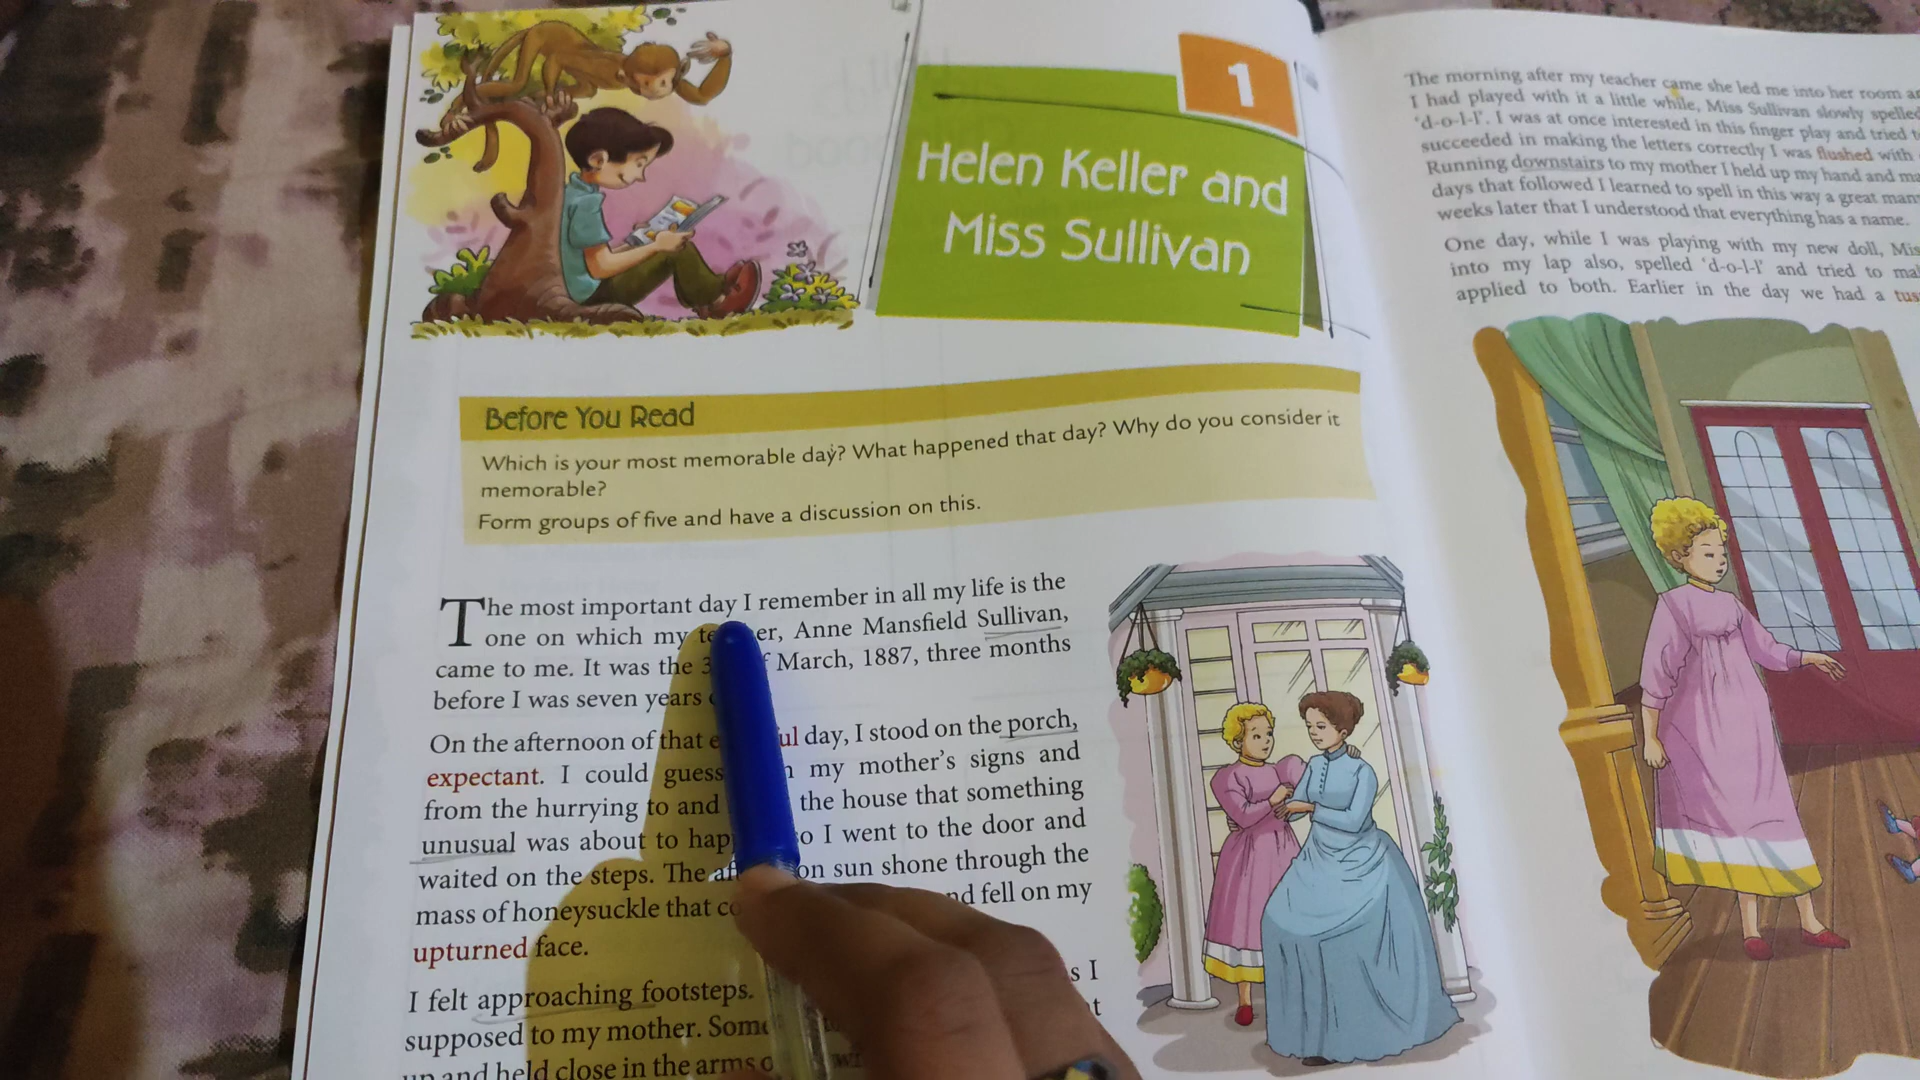 1
Helen Keller and
Miss Sullivan
Before You Read
Which is your most memorable day? What happened that day? Why do you consider it
memorable?
Form groups of five and have a discussion on this.
The most important day I remember in all my life is the
one on which my Anne Mansfield Sullivan,
came to me. It was the March, 1887, three months
before I was seven years
On the afternoon of that day, I stood on the porch,
expectant. I could guess my mother's signs and
from the hurrying to and the house that something
unusual was about to I went to the door and
waited on the steps. The sun shone through the
mass of honeysuckle that fell on my
upturned face.
I felt approaching footsteps. I
supposed to my mother.
up and held close in the arms
The morning after my teacher came she led me into her room
I had played with it a little while, Miss Sullivan slowly spelled
'd-o-l-l'. I was at once interested in this finger play and tried
succeeded in making the letters correctly I was flushed with
Running downstairs to my mother I held up my hand and
days that followed I learned to spell in this way a great
weeks later that I understood that everything has a name.
One day, while I was playing with my new doll,
into my lap also, spelled 'd-o-l-l' and tried to
applied to both. Earlier in the day we had a